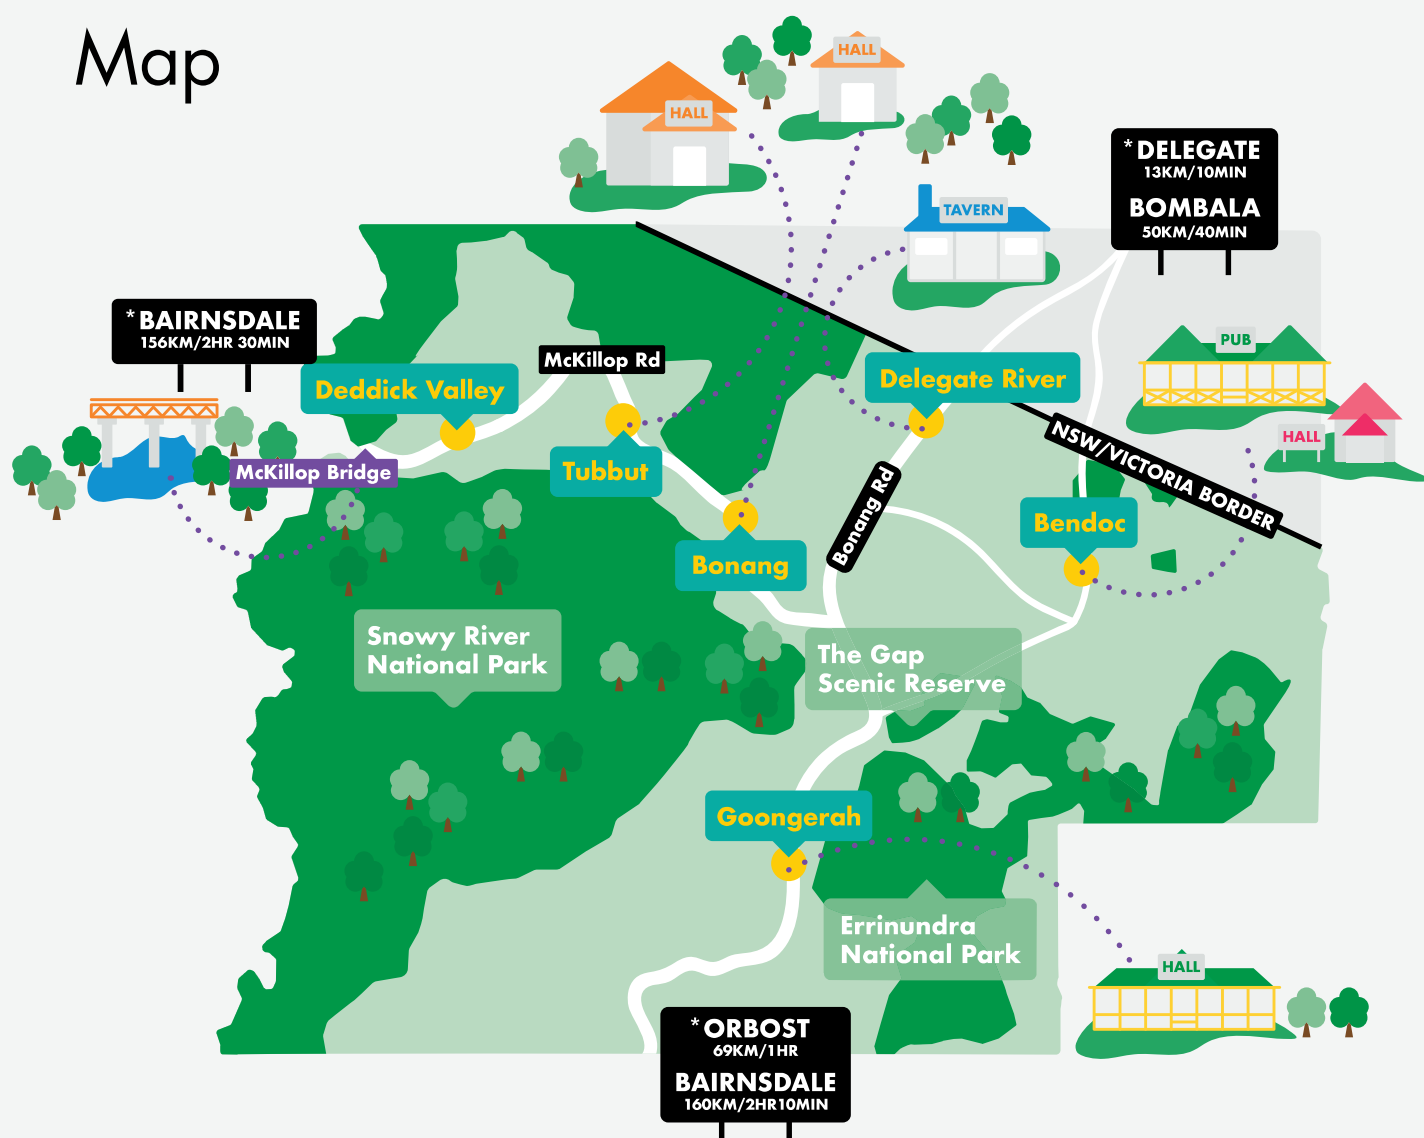 Map
HALL
HALL
TAVERN
*DELEGATE
13KM/10MIN
BOMBALA
50KM/40MIN
*BAIRNSDALE
156KM/2HR 30MIN
PUB
HALL
McKillop Rd
Deddick Valley
Delegate River
NSW/VICTORIA BORDER
McKillop Bridge
Tubbut
Bonang Rd
Bendoc
Bonang
Snowy River
National Park
The Gap
Scenic Reserve
Goongerah
Errinundra
National Park
HALL
*ORBOST
69KM/1HR
BAIRNSDALE
160KM/2HR10MIN